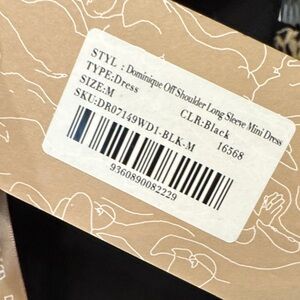 STYL : Dominique Off Shoulder Long Sleeve Mini Dress
TYPE:Dress CLR:Black
SIZE:M
SKU:DR07149WD1-BLK-M 16568
9360890082229